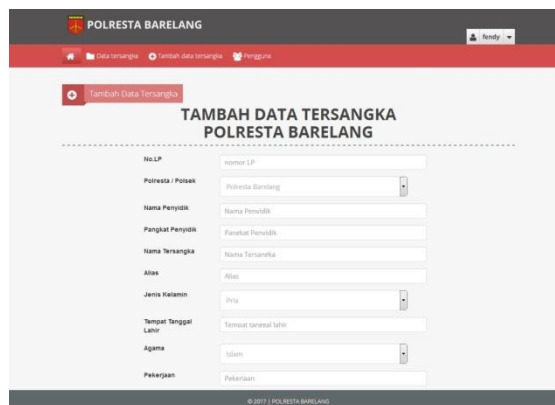 POLRESTA BARELANG
fendy
Data tersangka Tambah data tersangka Pengguna
Tambah Data Tersangka
TAMBAH DATA TERSANGKA
POLRESTA BARELANG
No.LP
nomor LP
Polresta / Polsek
Polresta Barelang
Nama Penyidik
Nama Penyidik
Pangkat Penyidik
Pangkat Penyidik
Nama Tersangka
Nama Tersangka
Alias
Alias
Jenis Kelamin
Pria
Tempat Tanggal
Lahir
Tempat tanggal lahir
Agama
Islam
Pekerjaan
Pekerjaan
© 2017 | POLRESTA BARELANG